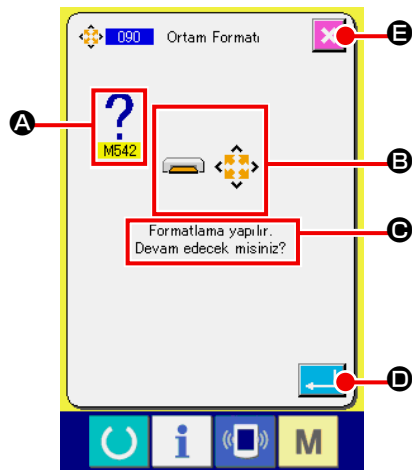 090 Ortam Formatı
E
A
?
M542
B
C
Formatlama yapılır.
Devam edecek misiniz?
D
i
M